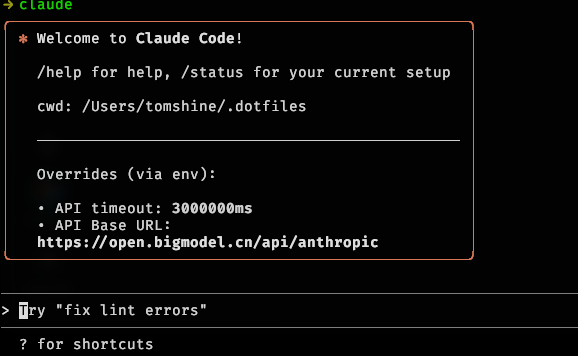 → claude
* Welcome to Claude Code!
/help for help, /status for your current setup
cwd: /Users/tomshine/.dotfiles
Overrides (via env):
• API timeout: 3000000ms
• API Base URL:
https://open.bigmodel.cn/api/anthropic
> Try "fix lint errors"
? for shortcuts